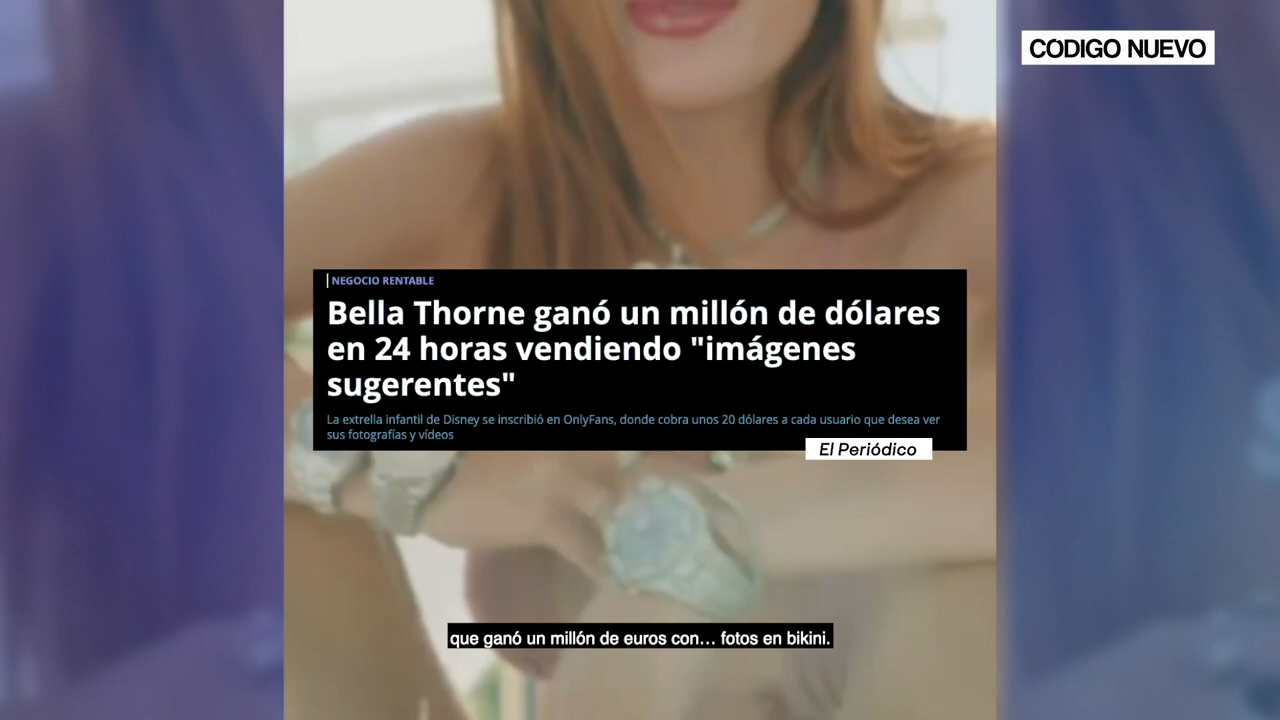 CÓDIGO NUEVO
NEGOCIO RENTABLE
Bella Thorne ganó un millón de dólares
en 24 horas vendiendo "imágenes
sugerentes"
La estrella infantil de Disney se inscribió en OnlyFans, donde cobra unos 20 dólares a cada usuario que desea ver
sus fotografías y vídeos
El Periódico
que ganó un millón de euros con… fotos en bikini.